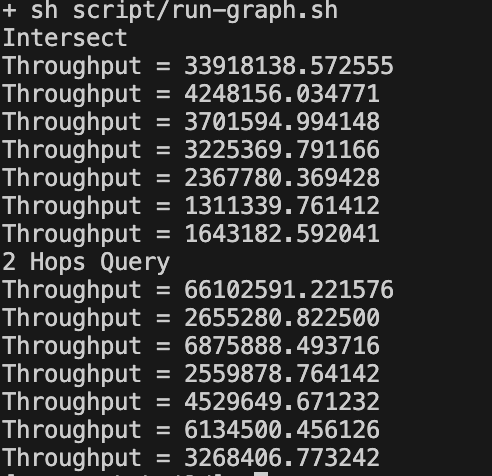 + sh script/run-graph.sh
Intersect
Throughput = 33918138.572555
Throughput = 4248156.034771
Throughput = 3701594.994148
Throughput = 3225369.791166
Throughput = 2367780.369428
Throughput = 1311339.761412
Throughput = 1643182.592041
2 Hops Query
Throughput = 66102591.221576
Throughput = 2655280.822500
Throughput = 6875888.493716
Throughput = 2559878.764142
Throughput = 4529649.671232
Throughput = 6134500.456126
Throughput = 3268406.773242